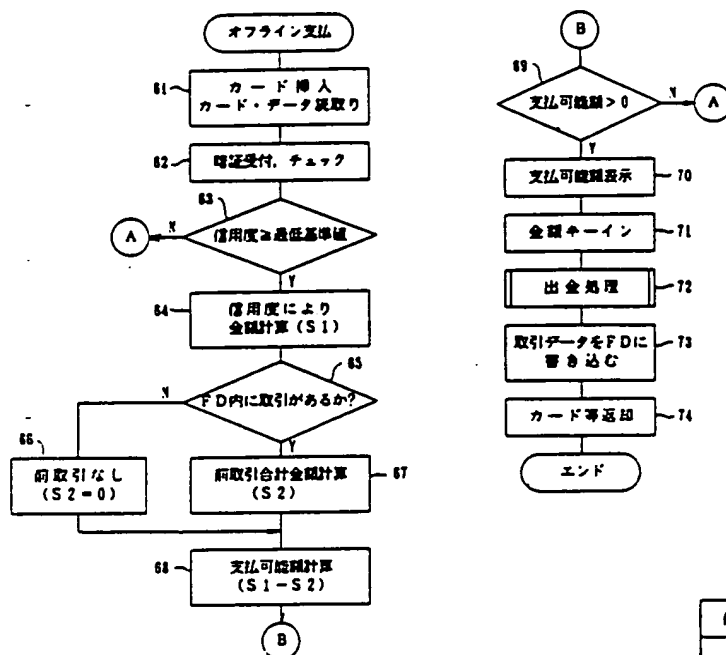 オフライン支払
61
カード挿入
カード・データ読取り
62
暗証受付，チェック
63
信用度≧最低基準値
N
A
Y
64
信用度により
金額計算(S1)
65
FD内に取引があるか?
N
Y
66
前取引なし
(S2=0)
前取引合計金額計算
(S2)
67
68
支払可能額計算
(S1-S2)
B
B
69
支払可能額>0
N
A
Y
支払可能額表示
70
金額キーイン
71
出金処理
72
取引データをFDに
書き込む
73
カード等返却
74
エンド